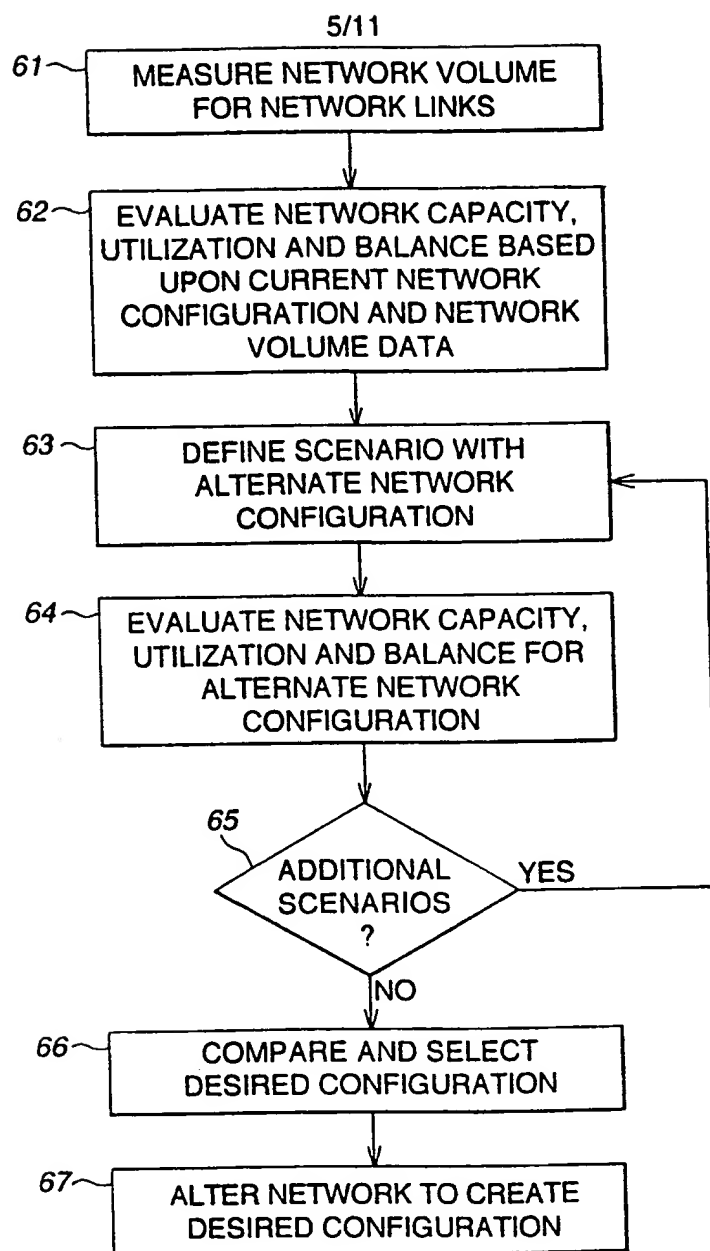 5/11
61
MEASURE NETWORK VOLUME
FOR NETWORK LINKS
62
EVALUATE NETWORK CAPACITY,
UTILIZATION AND BALANCE BASED
UPON CURRENT NETWORK
CONFIGURATION AND NETWORK
VOLUME DATA
63
DEFINE SCENARIO WITH
ALTERNATE NETWORK
CONFIGURATION
64
EVALUATE NETWORK CAPACITY,
UTILIZATION AND BALANCE FOR
ALTERNATE NETWORK
CONFIGURATION
65
ADDITIONAL
SCENARIOS
?
YES
NO
66
COMPARE AND SELECT
DESIRED CONFIGURATION
67
ALTER NETWORK TO CREATE
DESIRED CONFIGURATION